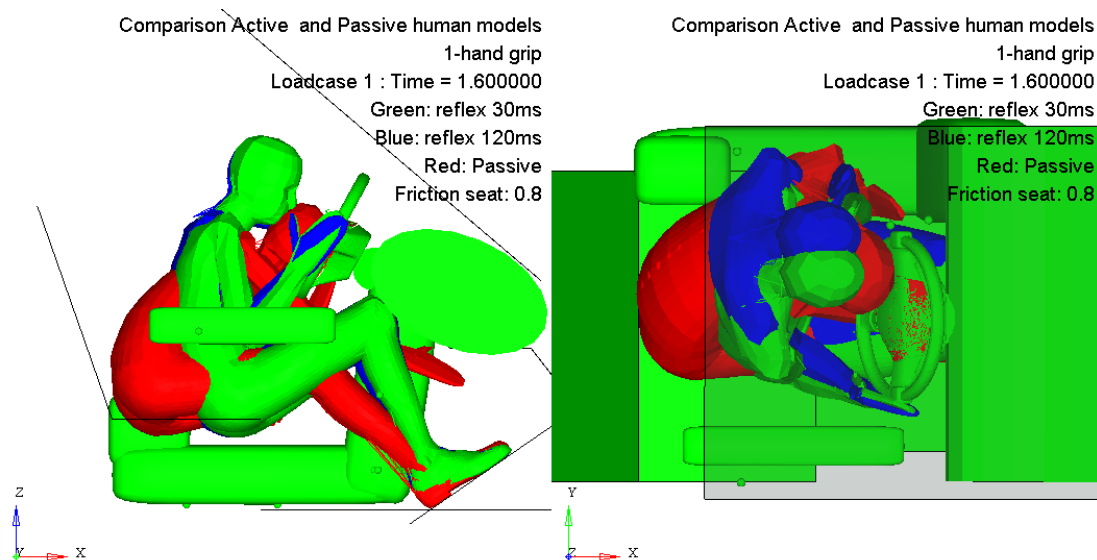 Comparison Active and Passive human models
1-hand grip
Loadcase 1 : Time = 1.600000
Green: reflex 30ms
Blue: reflex 120ms
Red: Passive
Friction seat: 0.8
Z
Y
X
Comparison Active and Passive human models
1-hand grip
Loadcase 1 : Time = 1.600000
Green: reflex 30ms
Blue: reflex 120ms
Red: Passive
Friction seat: 0.8
Y
Z
X